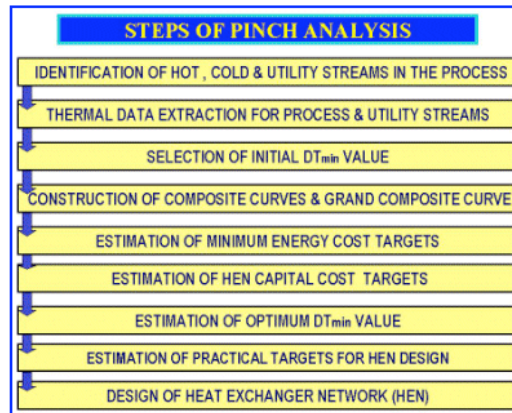 STEPS OF PINCH ANALYSIS
IDENTIFICATION OF HOT , COLD & UTILITY STREAMS IN THE PROCESS
THERMAL DATA EXTRACTION FOR PROCESS & UTILITY STREAMS
SELECTION OF INITIAL DTmin VALUE
CONSTRUCTION OF COMPOSITE CURVES & GRAND COMPOSITE CURVE
ESTIMATION OF MINIMUM ENERGY COST TARGETS
ESTIMATION OF HEN CAPITAL COST TARGETS
ESTIMATION OF OPTIMUM DTmin VALUE
ESTIMATION OF PRACTICAL TARGETS FOR HEN DESIGN
DESIGN OF HEAT EXCHANGER NETWORK (HEN)